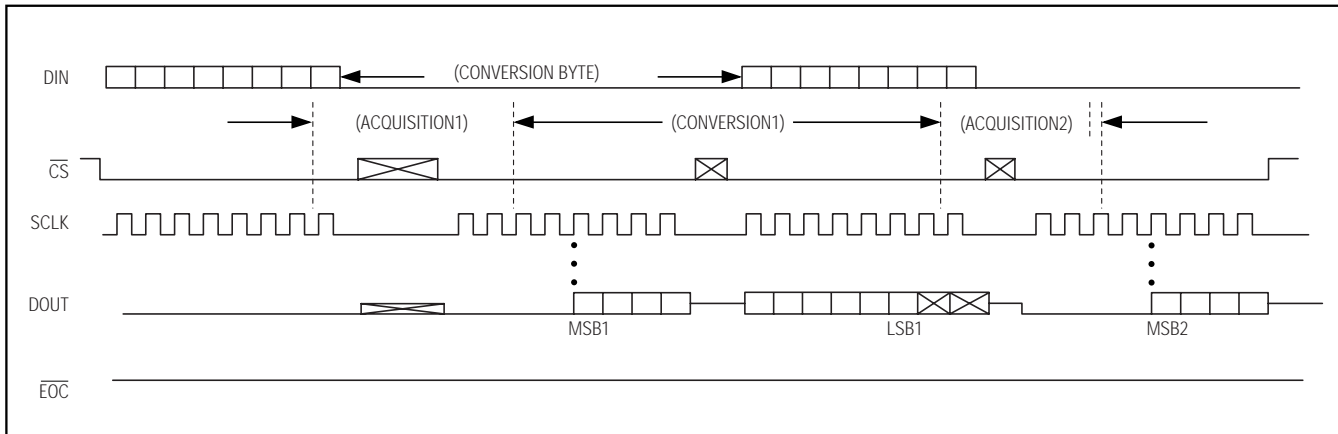 DIN
(CONVERSION BYTE)
(ACQUISITION1)
(CONVERSION1)
(ACQUISITION2)
CS
SCLK
DOUT
MSB1
LSB1
MSB2
EOC